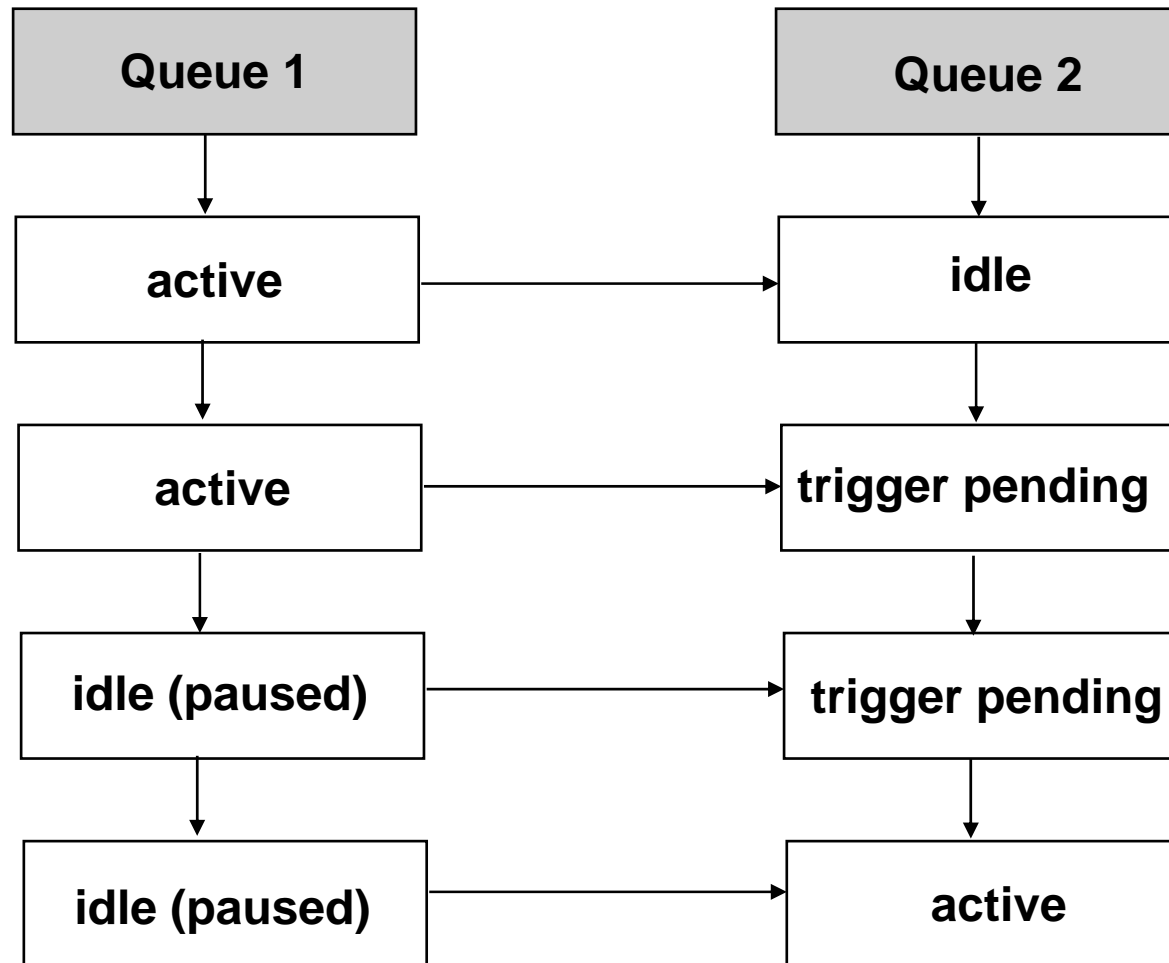 Queue 1
Queue 2
active
idle
active
trigger pending
idle (paused)
trigger pending
idle (paused)
active